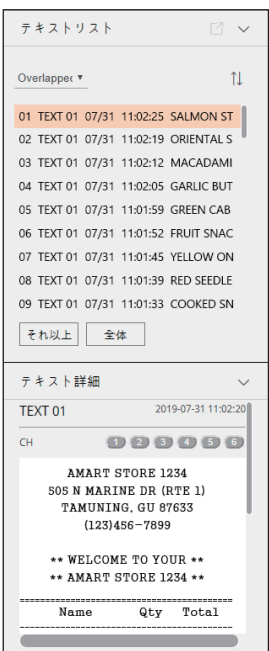 テキストリスト
Overlapped
01 TEXT 01 07/31 11:02:25 SALMON ST
02 TEXT 01 07/31 11:02:19 ORIENTAL S
03 TEXT 01 07/31 11:02:12 MACADAMI
04 TEXT 01 07/31 11:02:05 GARLIC BUT
05 TEXT 01 07/31 11:01:59 GREEN CAB
06 TEXT 01 07/31 11:01:52 FRUIT SNAC
07 TEXT 01 07/31 11:01:45 YELLOW ON
08 TEXT 01 07/31 11:01:39 RED SEEDLE
09 TEXT 01 07/31 11:01:33 COOKED SN
それ以上 全体
テキスト詳細
TEXT 01 2019-07-31 11:02:20
CH 1 2 3 4 5 6
AMART STORE 1234
505 N MARINE DR (RTE 1)
TAMUNING, GU 87633
(123)456-7899
** WELCOME TO YOUR **
** AMART STORE 1234 **
========================================
Name Qty Total
----------------------------------------